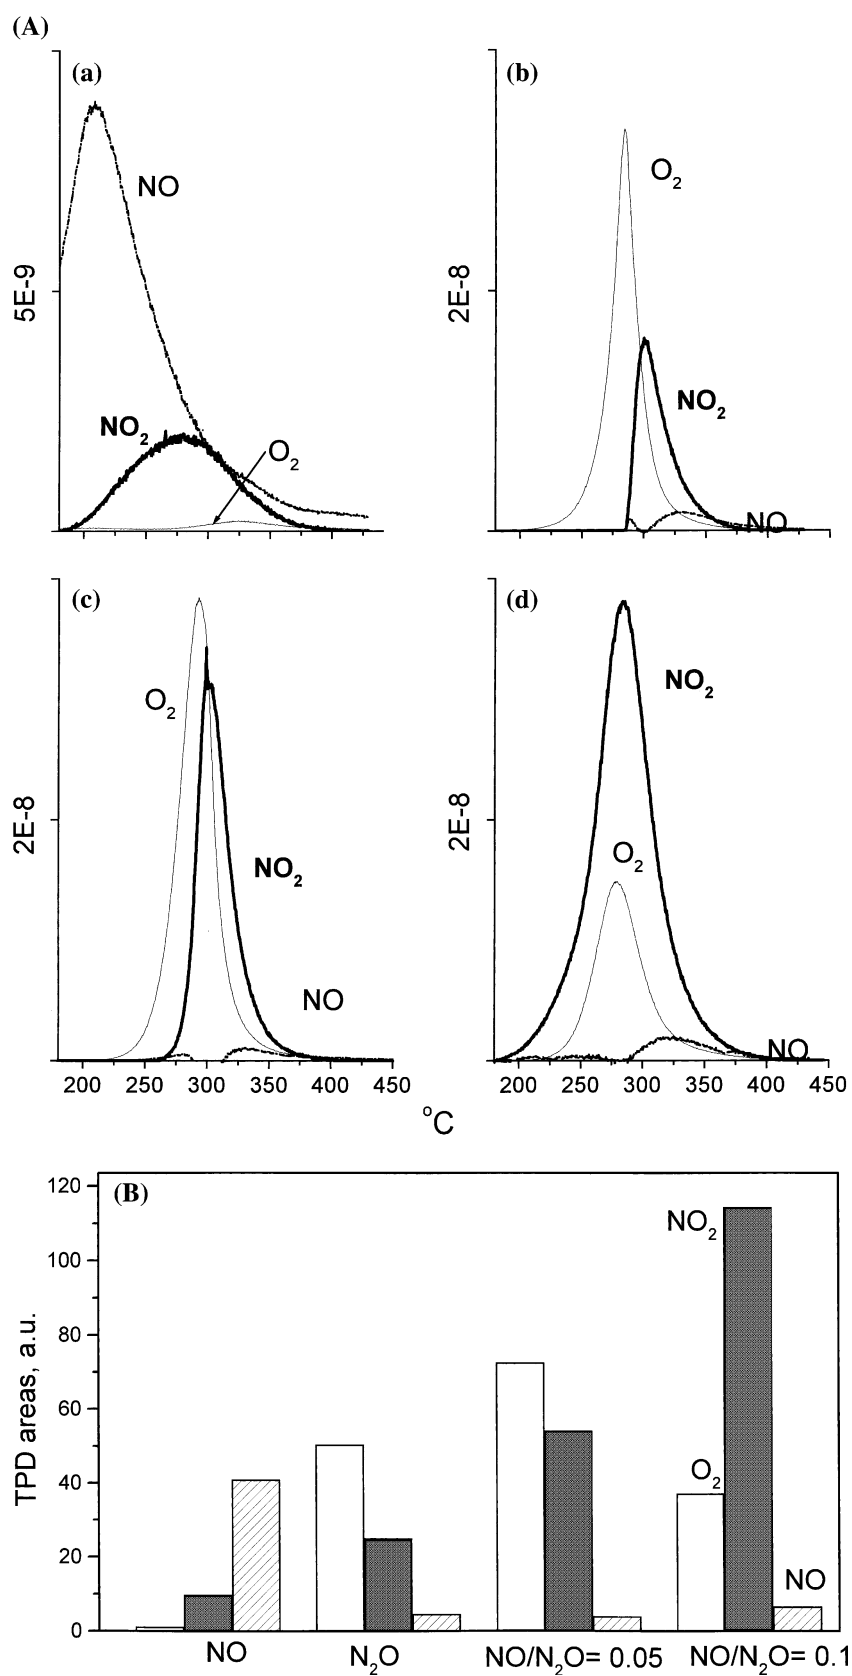 (A)
(a)
NO
5E-9
NO₂
O₂
(b)
O₂
2E-8
NO₂
NO
(c)
O₂
2E-8
NO₂
NO
200 250 300 350 400 450
(d)
NO₂
2E-8
O₂
NO
200 250 300 350 400 450
°C
(B)
TPD areas, a.u.
120
100
80
60
40
20
0
NO₂
O₂
NO
NO N₂O NO/N₂O= 0.05 NO/N₂O= 0.1